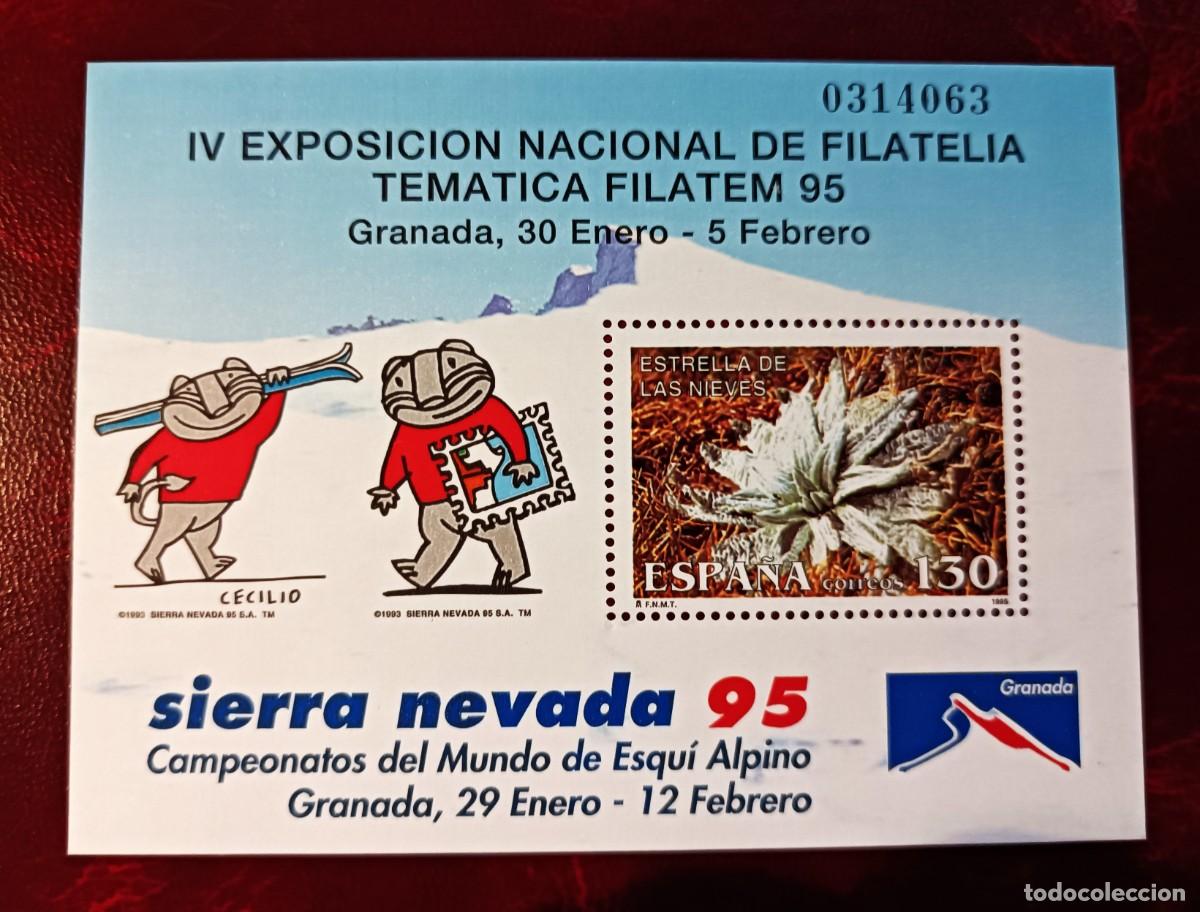 0314063
IV EXPOSICION NACIONAL DE FILATELIA
TEMATICA FILATEM 95
Granada, 30 Enero - 5 Febrero
ESTRELLA DE
LAS NIEVES
ESPAÑA correos 130
F.N.M.T. 1995
CECILIO
©1993 SIERRA NEVADA 95 S.A. TM
©1993 SIERRA NEVADA 95 S.A. TM
sierra nevada 95
Campeonatos del Mundo de Esquí Alpino
Granada, 29 Enero - 12 Febrero
Granada
todocoleccion